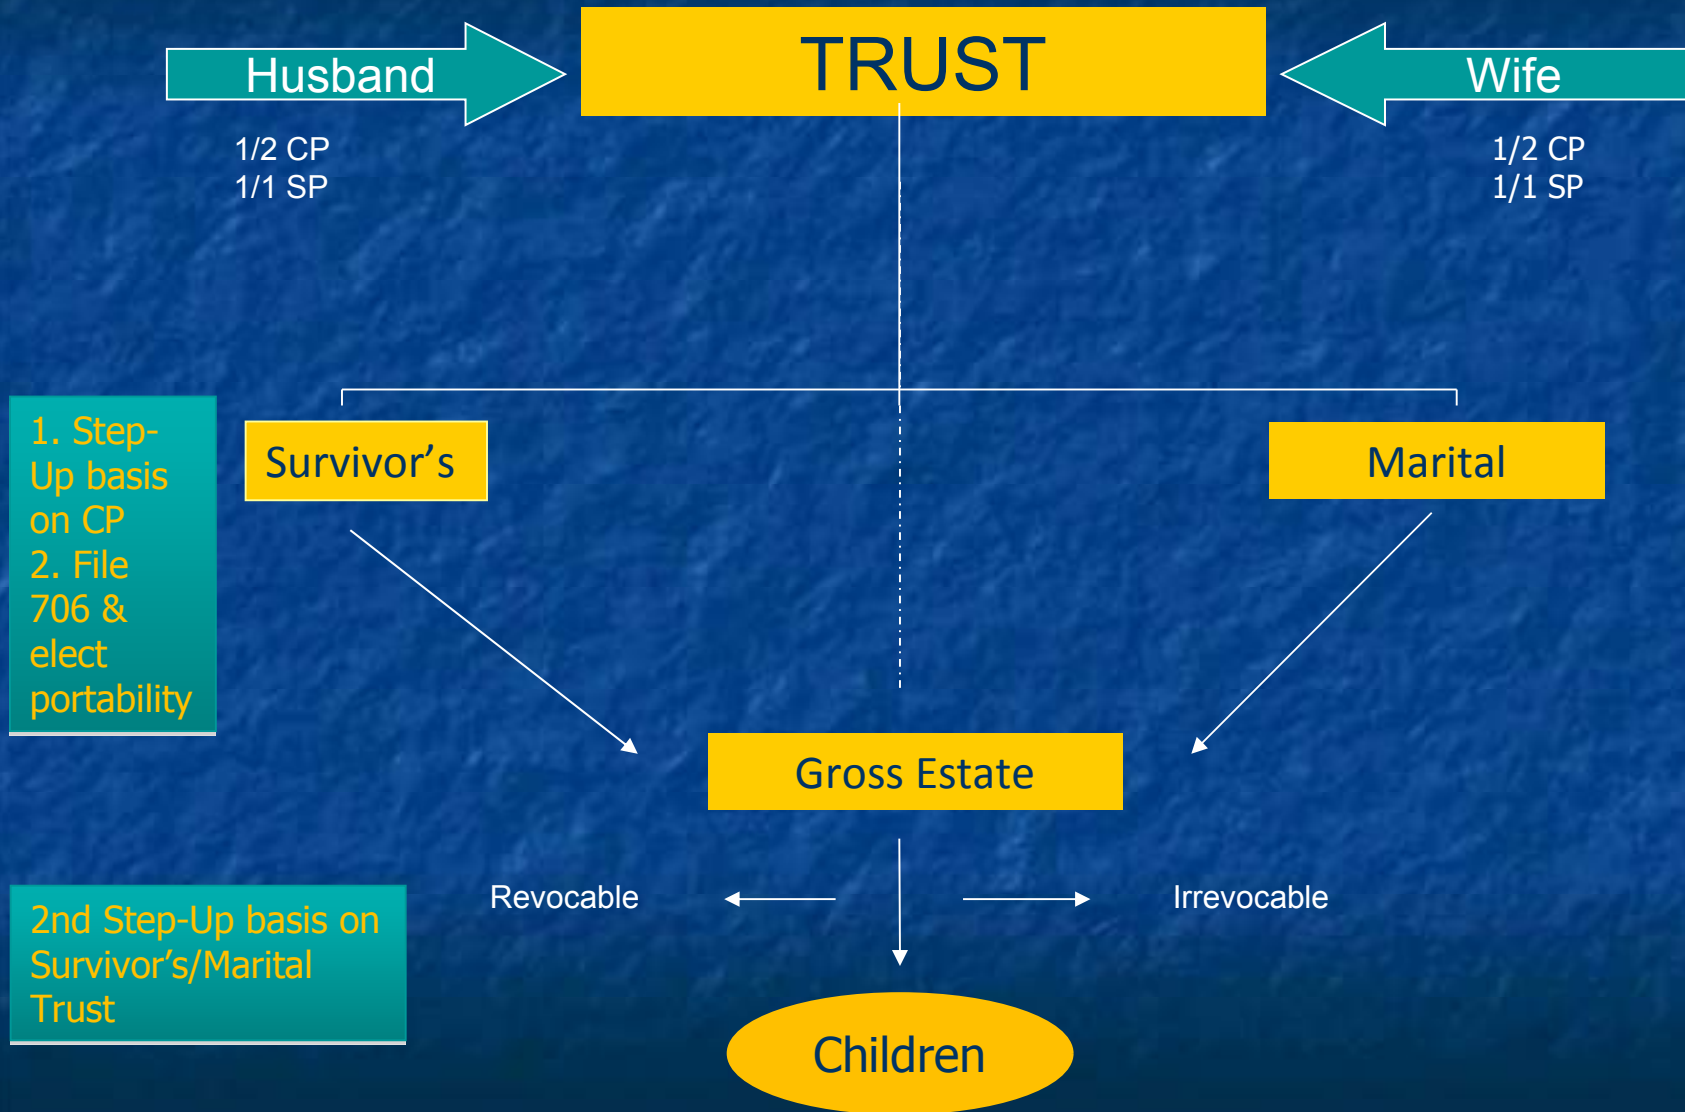 TRUST
Husband
Wife
1/2 CP
1/1 SP
1/2 CP
1/1 SP
1. Step-
Up basis
on CP
2. File
706 &
elect
portability
Survivor’s
Marital
Gross Estate
Revocable
Irrevocable
2nd Step-Up basis on
Survivor’s/Marital
Trust
Children